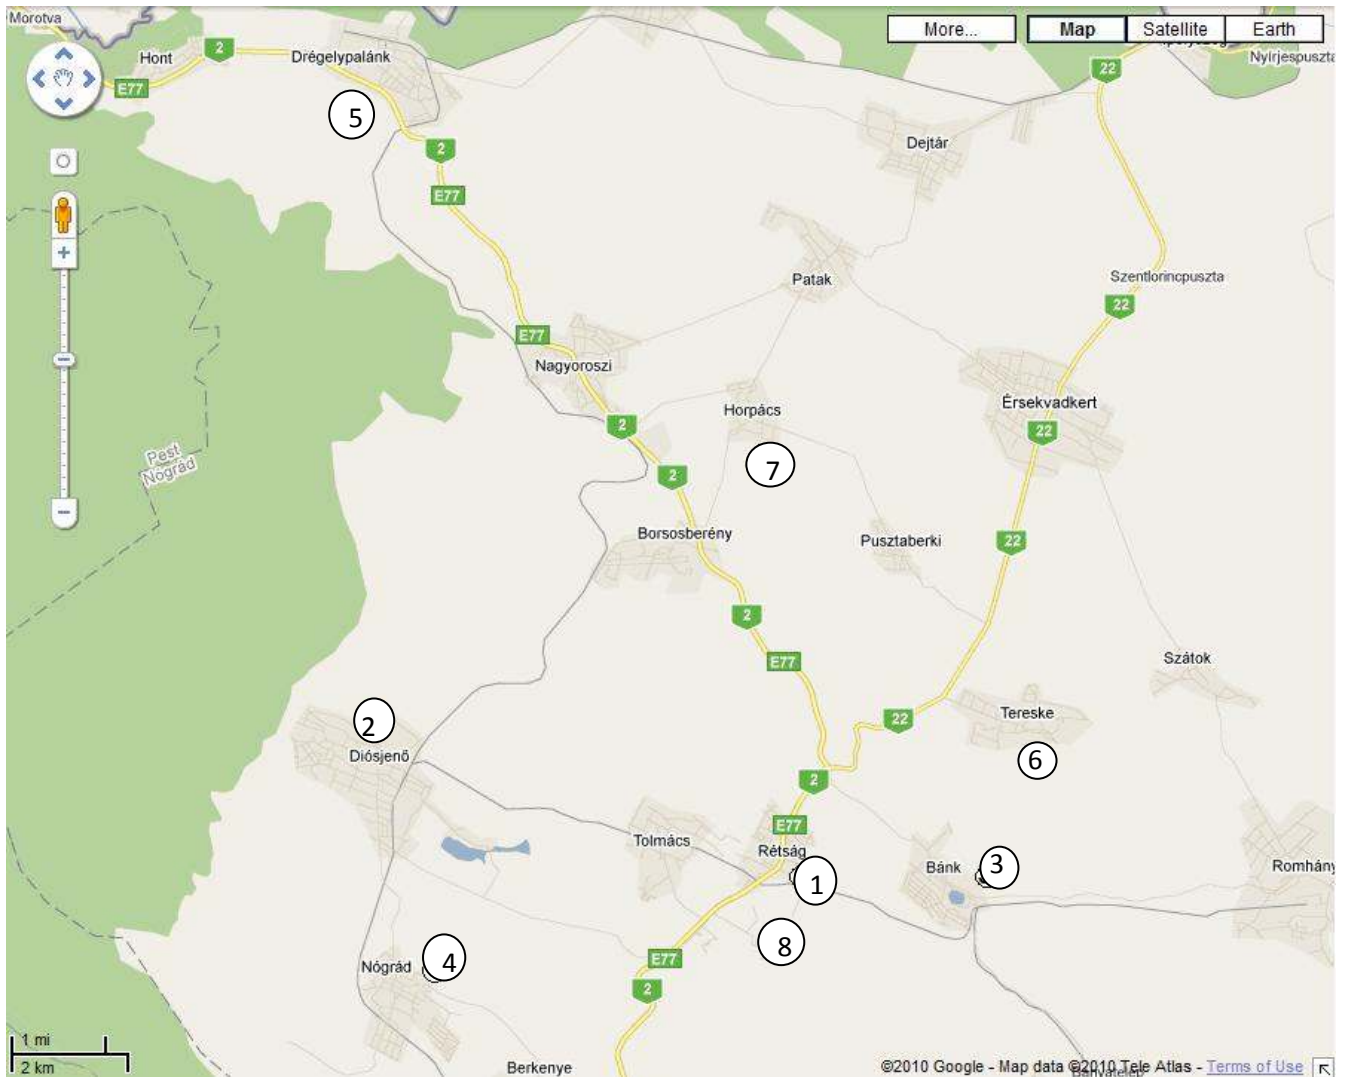 Morotva
Hont
2
Drégelypalánk
More...
Map
Satellite
Earth
22
Nyírjespuszta
E77
5
2
Dejtár
E77
Patak
Szentlorincpuszta
22
E77
Nagyoroszi
Horpács
Érsekvadkert
2
22
Pest
Nógrád
7
2
Borsosberény
Pusztaberki
22
2
E77
Szátok
2
Diósjenő
22
Tereske
6
2
E77
Tolmács
Rétság
Bánk
3
Romhány
1
8
Nógrád
4
E77
2
1 mi
2 km
Berkenye
©2010 Google - Map data ©2010 Tele Atlas - Terms of Use